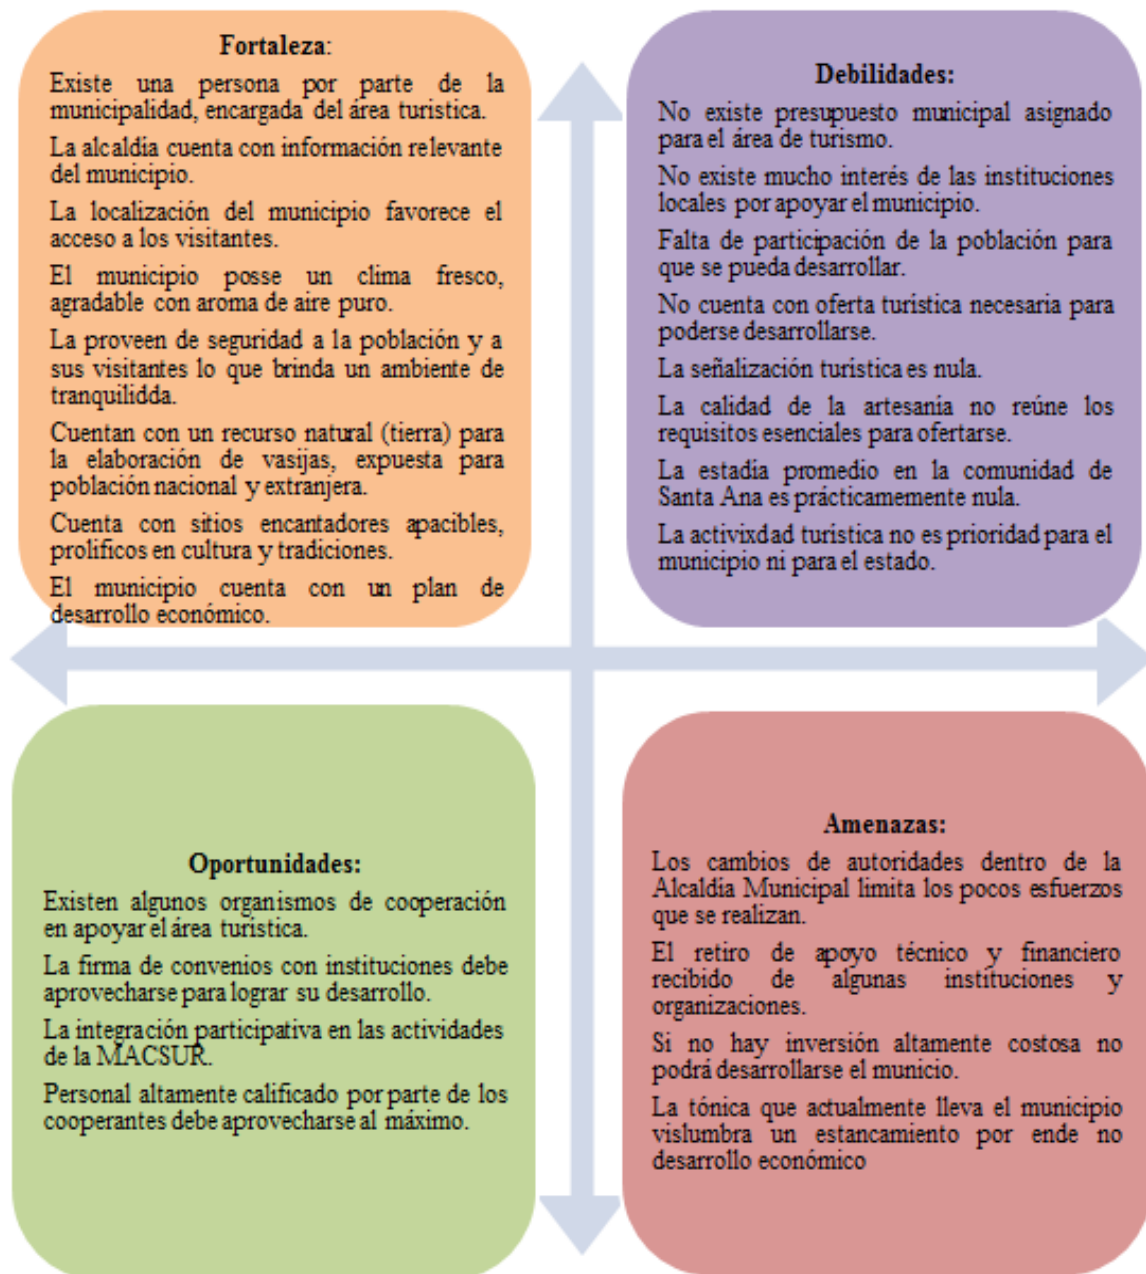 Fortaleza:
Existe una persona por parte de la
municipalidad, encargada del área turistica.
La alcaldía cuenta con información relevante
del municipio.
La localización del municipio favorece el
acceso a los visitantes.
El municipio posse un clima fresco,
agradable con aroma de aire puro.
La proveen de seguridad a la población y a
sus visitantes lo que brinda un ambiente de
tranquilidda.
Cuentan con un recurso natural (tierra) para
la elaboración de vasijas, expuesta para
población nacional y extranjera.
Cuenta con sitios encantadores apacibles,
prolíficos en cultura y tradiciones.
El municipio cuenta con un plan de
desarrollo económico.
Debilidades:
No existe presupuesto municipal asignado
para el área de turismo.
No existe mucho interés de las instituciones
locales por apoyar el municipio.
Falta de participación de la población para
que se pueda desarrollar.
No cuenta con oferta turistica necesaria para
poderse desarrollarse.
La señalización turística es nula.
La calidad de la artesanía no reúne los
requisitos esenciales para ofertarse.
La estadía promedio en la comunidad de
Santa Ana es prácticamemte nula.
La activixdad turística no es prioridad para el
municipio ni para el estado.
Oportunidades:
Existen algunos organismos de cooperación
en apoyar el área turística.
La firma de convenios con instituciones debe
aprovecharse para lograr su desarrollo.
La integración participativa en las actividades
de la MACSUR.
Personal altamente calificado por parte de los
cooperantes debe aprovecharse al máximo.
Amenazas:
Los cambios de autoridades dentro de la
Alcaldía Municipal limita los pocos esfuerzos
que se realizan.
El retiro de apoyo técnico y financiero
recibido de algunas instituciones y
organizaciones.
Si no hay inversión altamente costosa no
podrá desarrollarse el municio.
La tónica que actualmente lleva el municipio
vislumbra un estancamiento por ende no
desarrollo económico